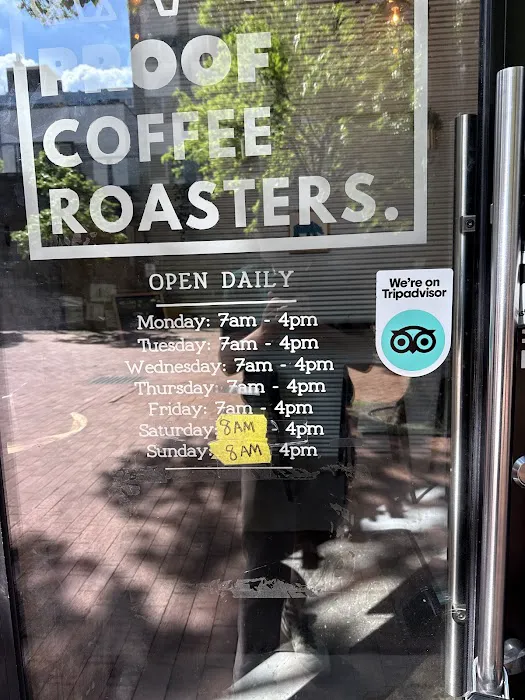 PROOF
COFFEE
ROASTERS.
OPEN DAILY
We're on
Tripadvisor
Monday: 7am - 4pm
Tuesday: 7am - 4pm
Wednesday: 7am - 4pm
Thursday: 7am - 4pm
Friday: 7am - 4pm
Saturday: 8AM - 4pm
Sunday: 8AM 4pm